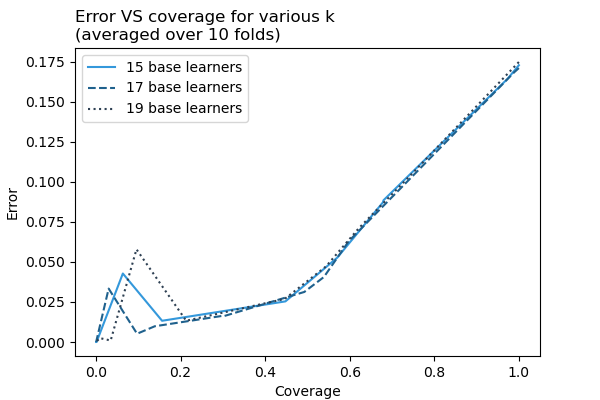 Error VS coverage for various k
(averaged over 10 folds)
15 base learners
17 base learners
19 base learners
0.175
0.150
0.125
0.100
0.075
0.050
0.025
0.000
Error
0.0 0.2 0.4 0.6 0.8 1.0
Coverage